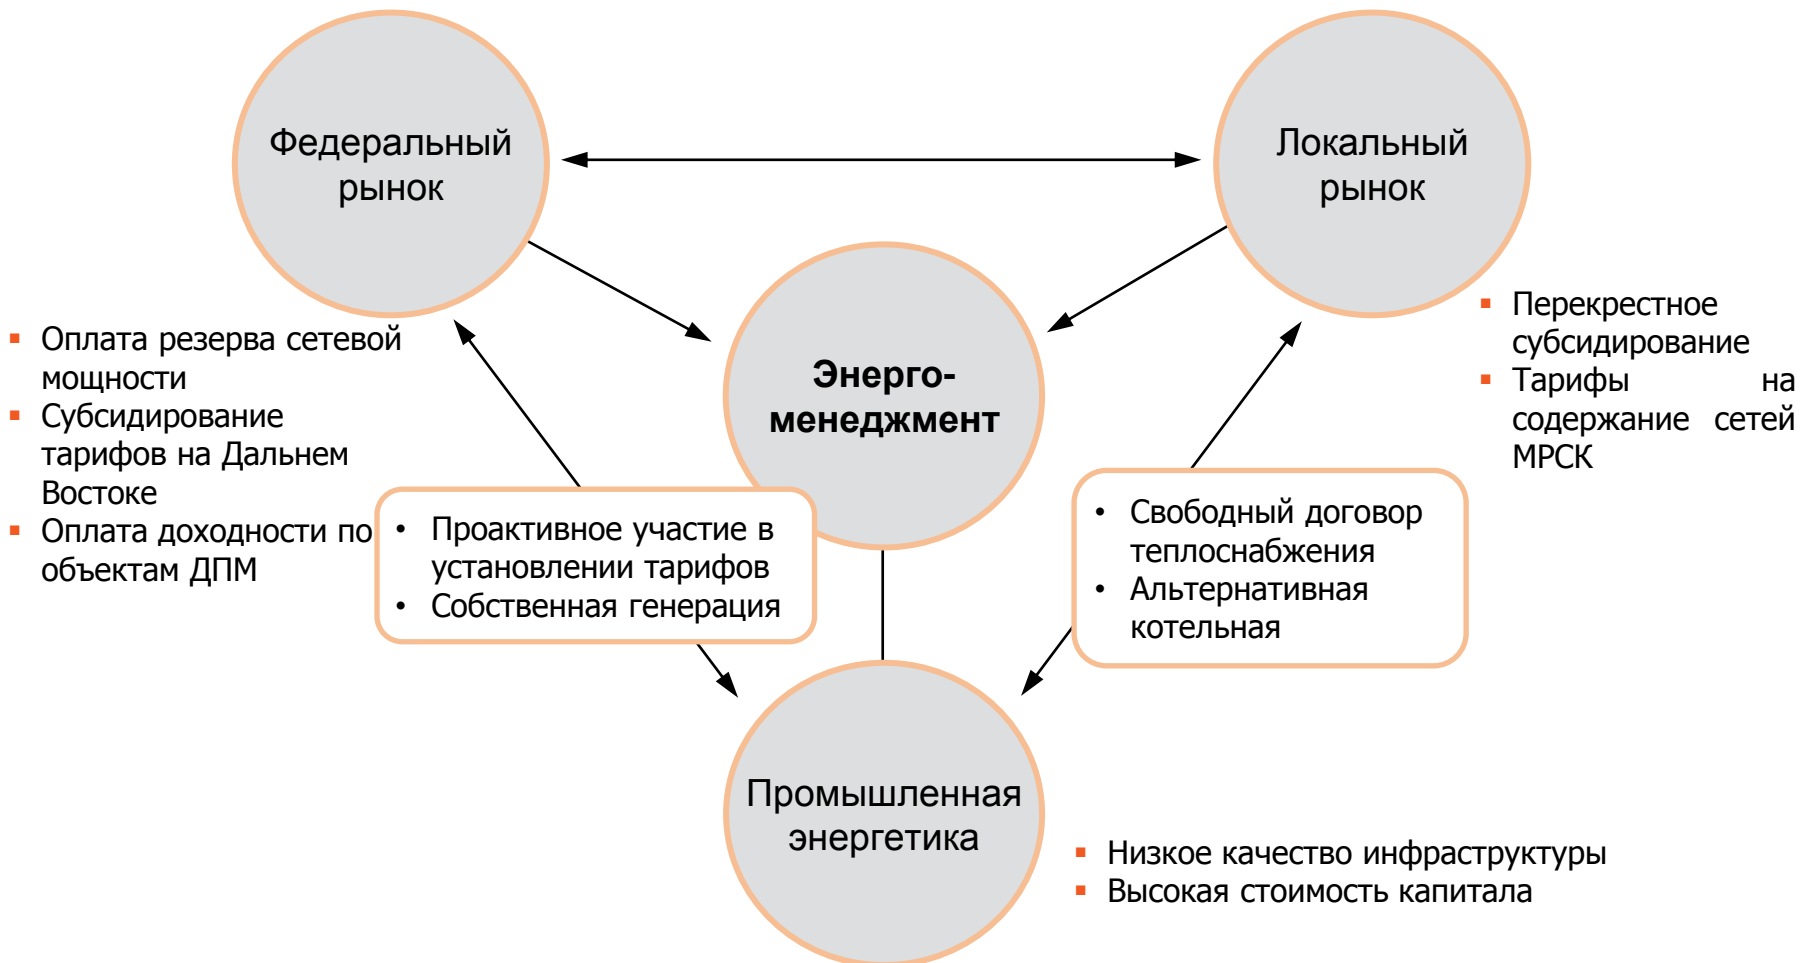 Федеральный
рынок
Локальный
рынок
Энерго-
менеджмент
▪ Оплата резерва сетевой
мощности
▪ Субсидирование
тарифов на Дальнем
Востоке
▪ Оплата доходности по
объектам ДПМ
▪ Перекрестное
субсидирование
▪ Тарифы на
содержание сетей
МРСК
• Проактивное участие в
установлении тарифов
• Собственная генерация
• Свободный договор
теплоснабжения
• Альтернативная
котельная
Промышленная
энергетика
▪ Низкое качество инфраструктуры
▪ Высокая стоимость капитала